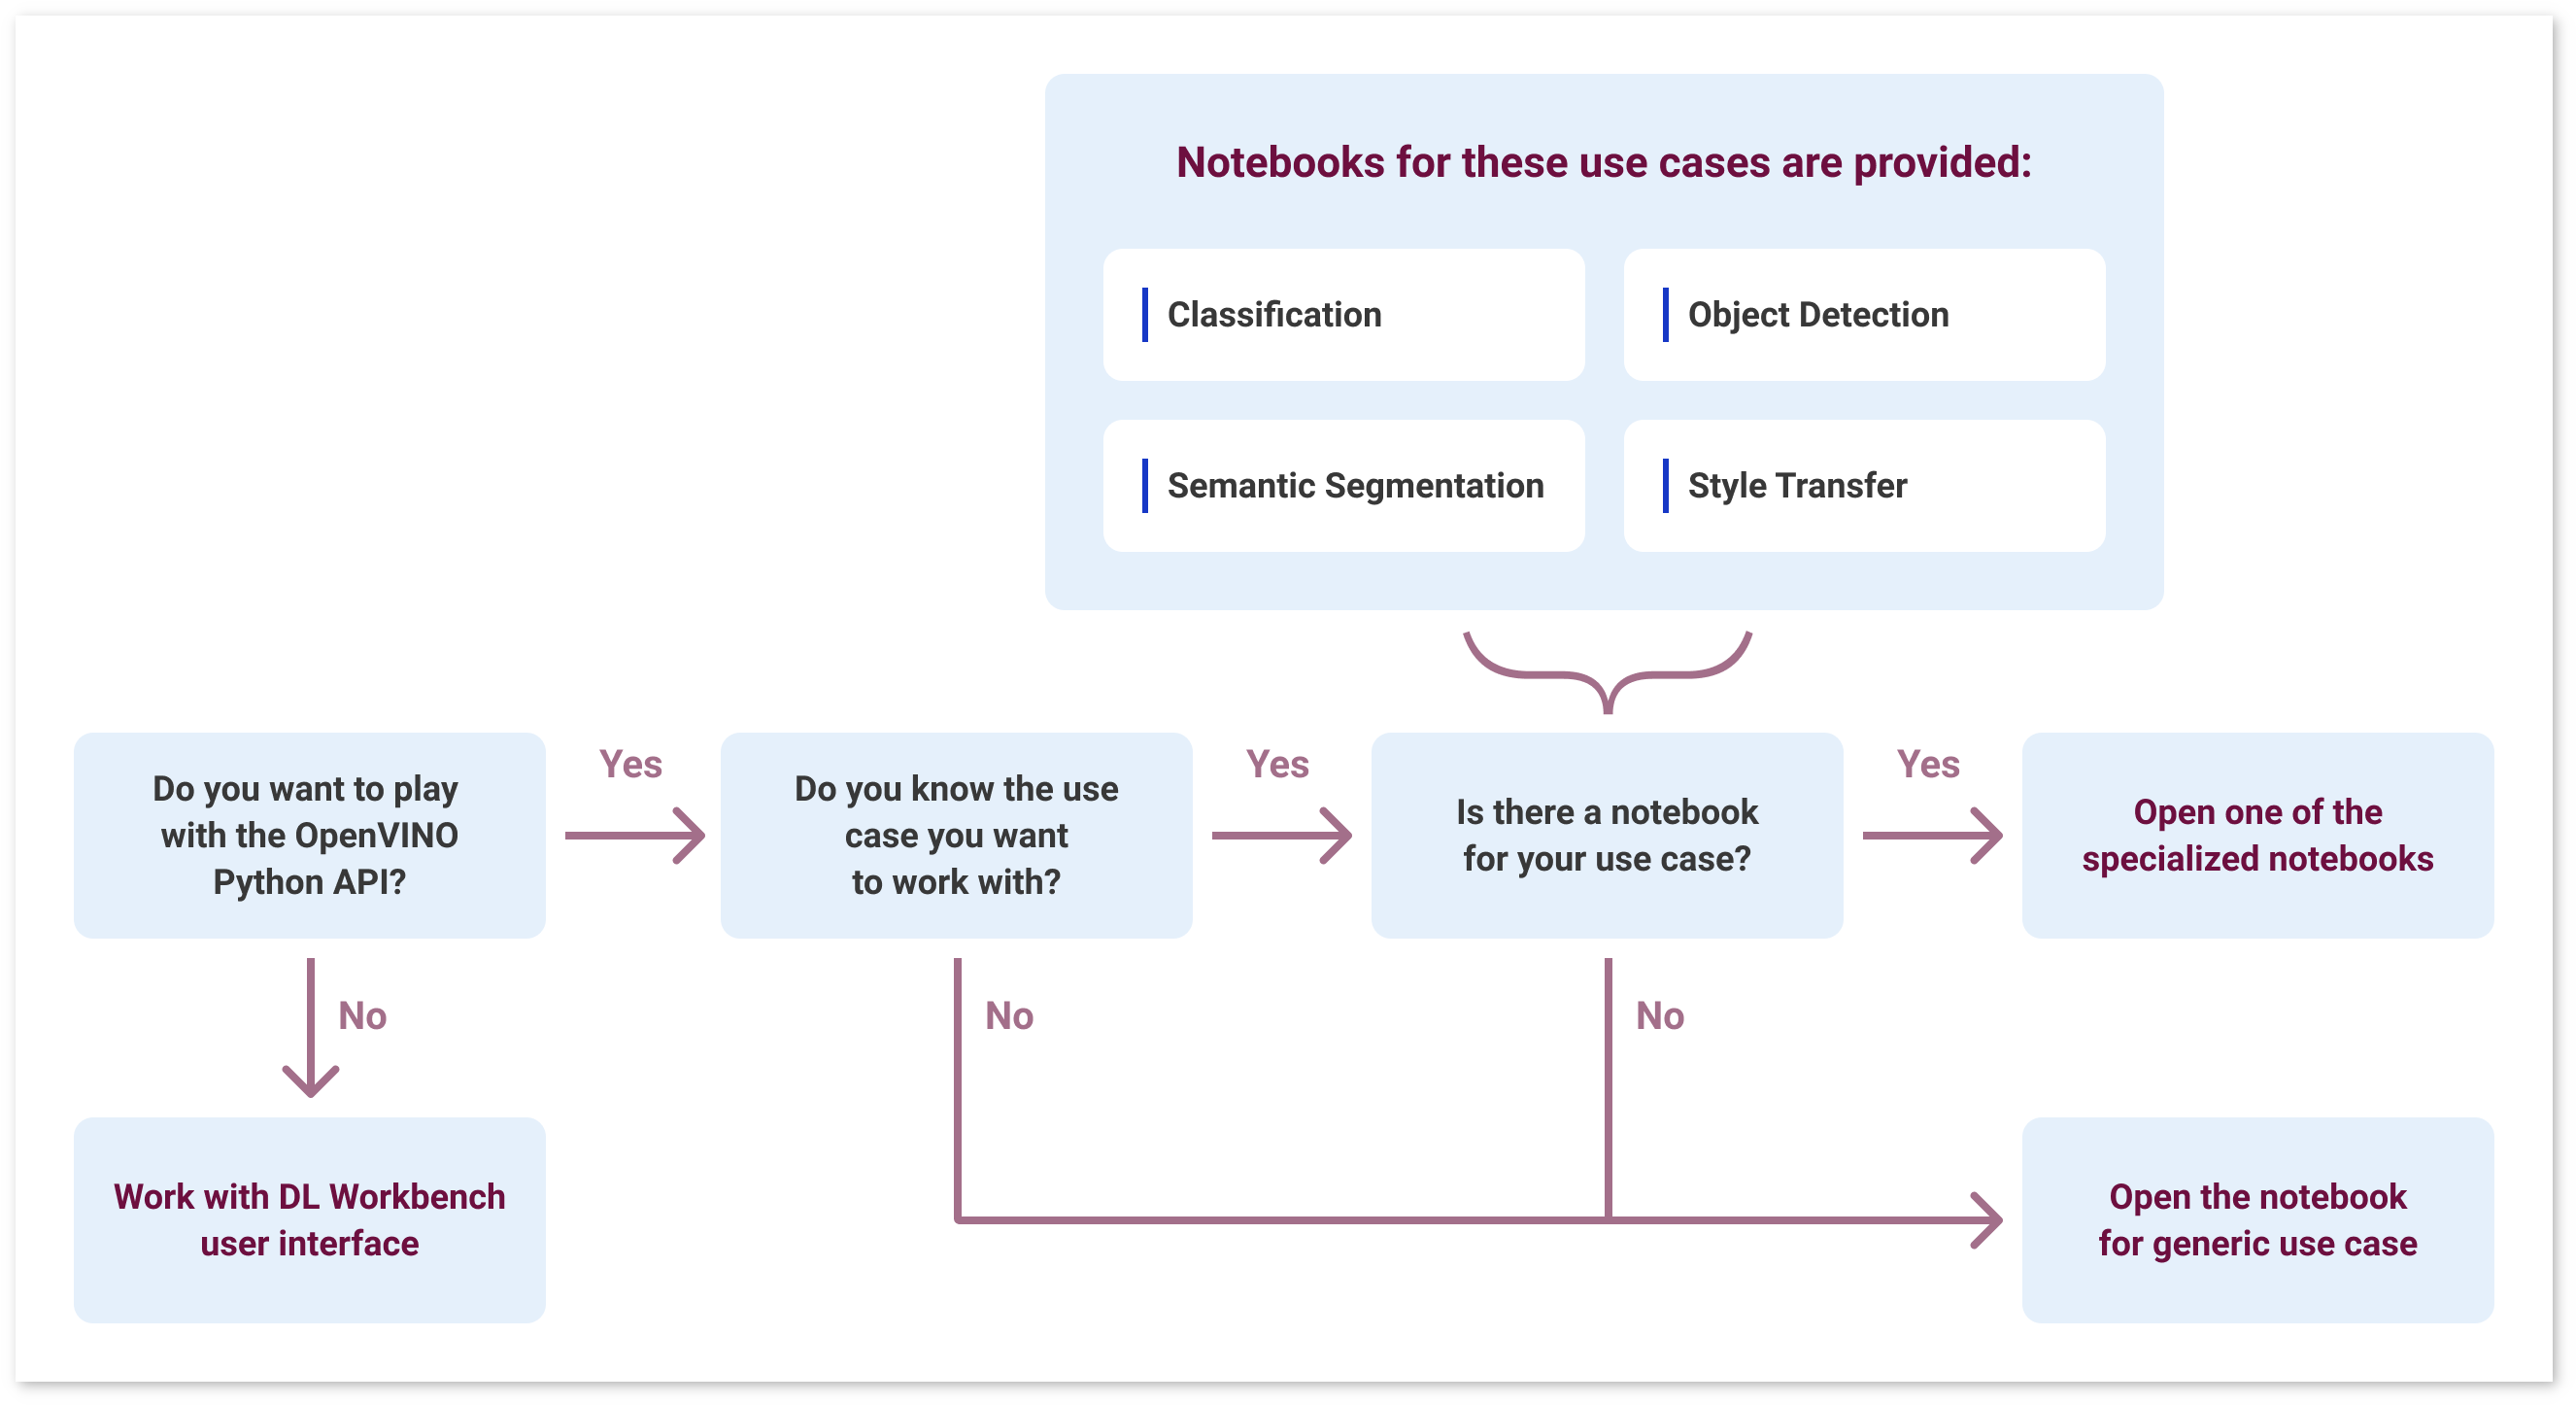 Notebooks for these use cases are provided:
Classification
Object Detection
Semantic Segmentation
Style Transfer
Do you want to play
with the OpenVINO
Python API?
Yes
Do you know the use
case you want
to work with?
Yes
Is there a notebook
for your use case?
Yes
Open one of the
specialized notebooks
No
No
No
Work with DL Workbench
user interface
Open the notebook
for generic use case